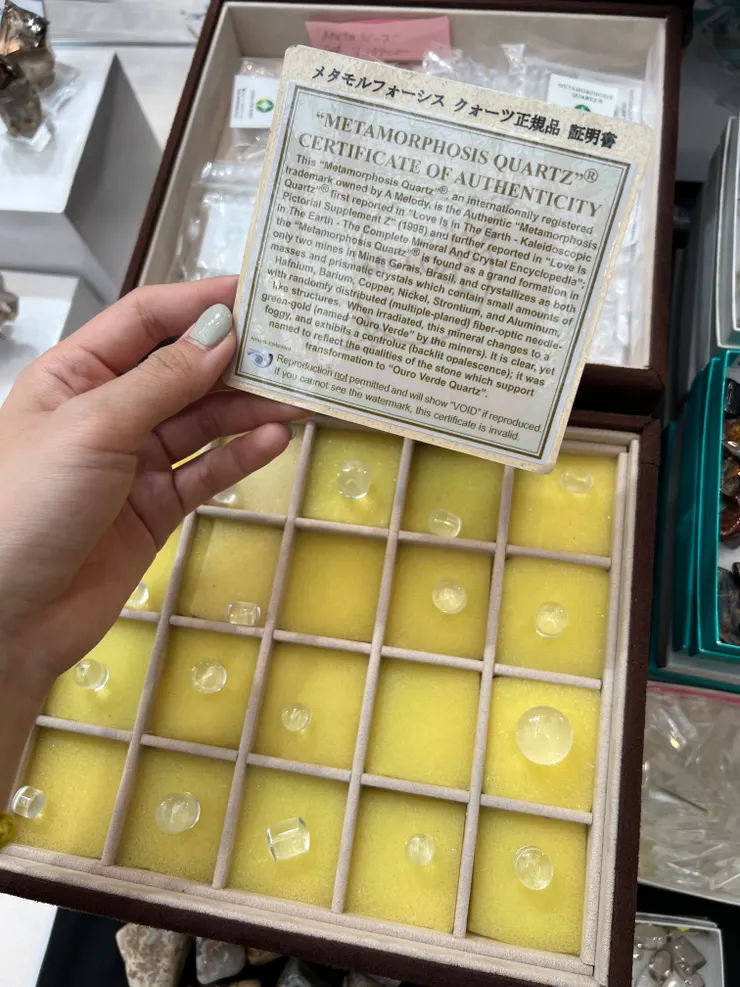 メタモルフォーシス クォーツ正規品 証明書
"METAMORPHOSIS QUARTZ"®
CERTIFICATE OF AUTHENTICITY
This "Metamorphosis Quartz"® an internationally registered
trademark owned by A Melody, is the Authentic "Metamorphosis
Quartz"® first reported in "Love Is In The Earth - Kaleidoscopic
Pictorial Supplement Z" (1998) and further reported in "Love Is
In The Earth - The Complete Mineral And Crystal Encyclopedia";
the "Metamorphosis Quartz"® is found as a grand formation in
only two mines in Minas Gerais, Brasil and crystallizes as both
masses and prismatic crystals which contain small amounts of
Hafnium, Barium, Copper, Nickel, Strontium, and Aluminum,
with randomly distributed (multiple-planed) fiber-optic needle-
like structures. When irradiated, this mineral changes to a
green-gold (named "Ouro Verde" by the miners). It is clear, yet
foggy, and exhibits a controluz (backlit opalescence); it was
named to reflect the qualities of the stone which support
transformation to "Ouro Verde Quartz".
Reproduction not permitted and will show "VOID" if reproduced.
If you cannot see the watermark, this certificate is invalid.
METAMORPHOSIS
QUARTZ